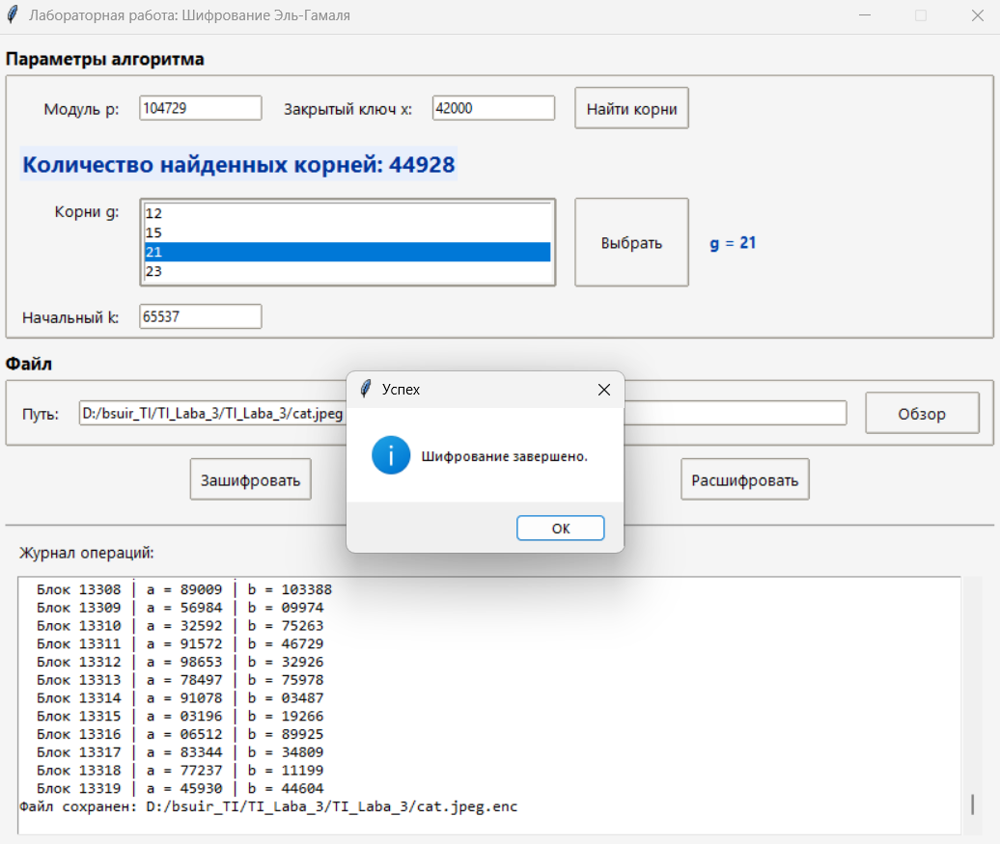 Лабораторная работа: Шифрование Эль-Гамаля
Параметры алгоритма
Модуль p: 104729 Закрытый ключ x: 42000 Найти корни
Количество найденных корней: 44928
Корни g:
12
15
21
23
Выбрать
g = 21
Начальный k: 65537
Файл
Путь: D:/bsuir_TI/TI_Laba_3/TI_Laba_3/cat.jpeg Обзор
Зашифровать Расшифровать
Успех
Шифрование завершено.
OK
Журнал операций:
Блок 13308 | a = 89009 | b = 103388
Блок 13309 | a = 56984 | b = 09974
Блок 13310 | a = 32592 | b = 75263
Блок 13311 | a = 91572 | b = 46729
Блок 13312 | a = 98653 | b = 32926
Блок 13313 | a = 78497 | b = 75978
Блок 13314 | a = 91078 | b = 03487
Блок 13315 | a = 03196 | b = 19266
Блок 13316 | a = 06512 | b = 89925
Блок 13317 | a = 83344 | b = 34809
Блок 13318 | a = 77237 | b = 11199
Блок 13319 | a = 45930 | b = 44604
Файл сохранен: D:/bsuir_TI/TI_Laba_3/TI_Laba_3/cat.jpeg.enc